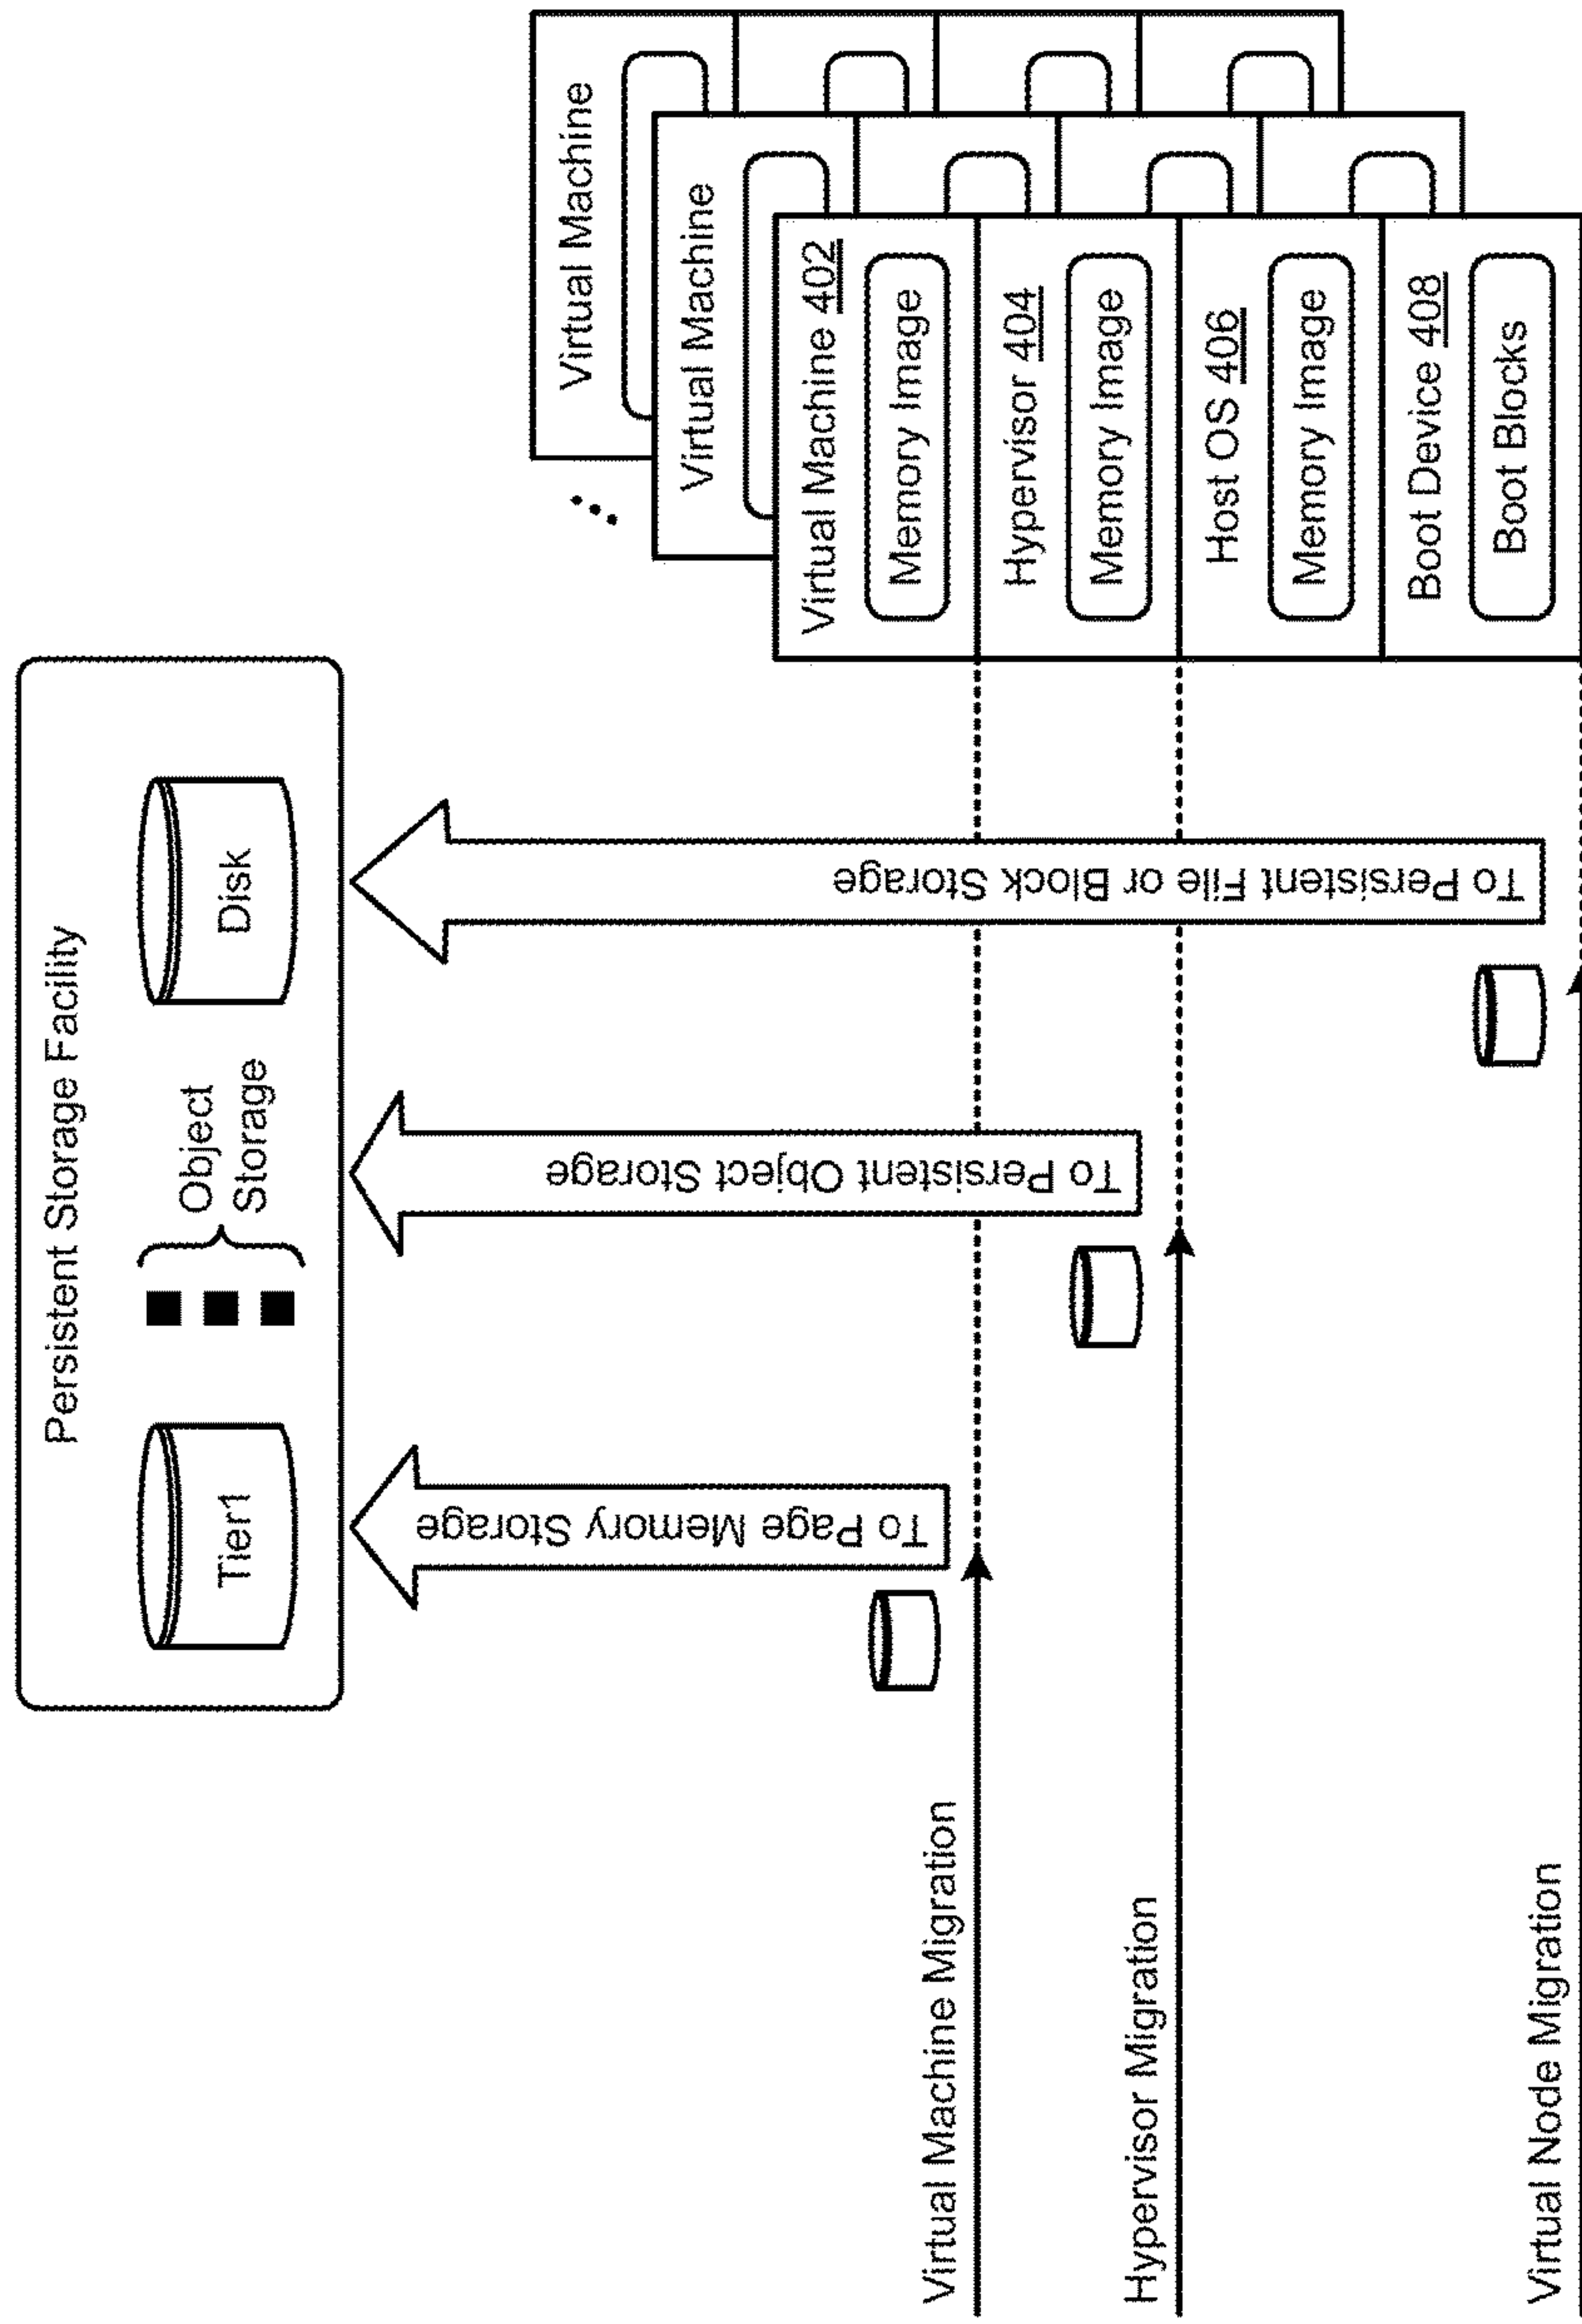 Persistent Storage Facility
Tier1
Object
Storage
Disk
To Page Memory Storage
To Persistent Object Storage
To Persistent File or Block Storage
Virtual Machine Migration
Hypervisor Migration
Virtual Node Migration
Virtual Machine
Virtual Machine
Virtual Machine 402
Memory Image
Hypervisor 404
Memory Image
Host OS 406
Memory Image
Boot Device 408
Boot Blocks